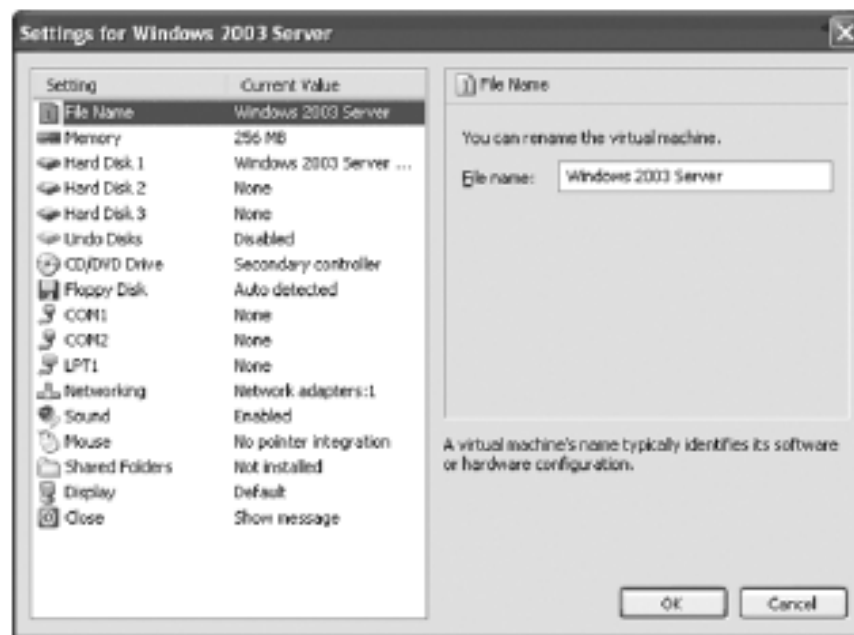 Settings for Windows 2003 Server
Setting Current Value
File Name Windows 2003 Server
Memory 256 MB
Hard Disk 1 Windows 2003 Server ...
Hard Disk 2 None
Hard Disk 3 None
Undo Disks Disabled
CD/DVD Drive Secondary controller
Floppy Disk Auto detected
COM1 None
COM2 None
LPT1 None
Networking Network adapters:1
Sound Enabled
Mouse No pointer integration
Shared Folders Not installed
Display Default
Close Show message
File Name
You can rename the virtual machine.
File name: Windows 2003 Server
A virtual machine's name typically identifies its software
or hardware configuration.
OK Cancel